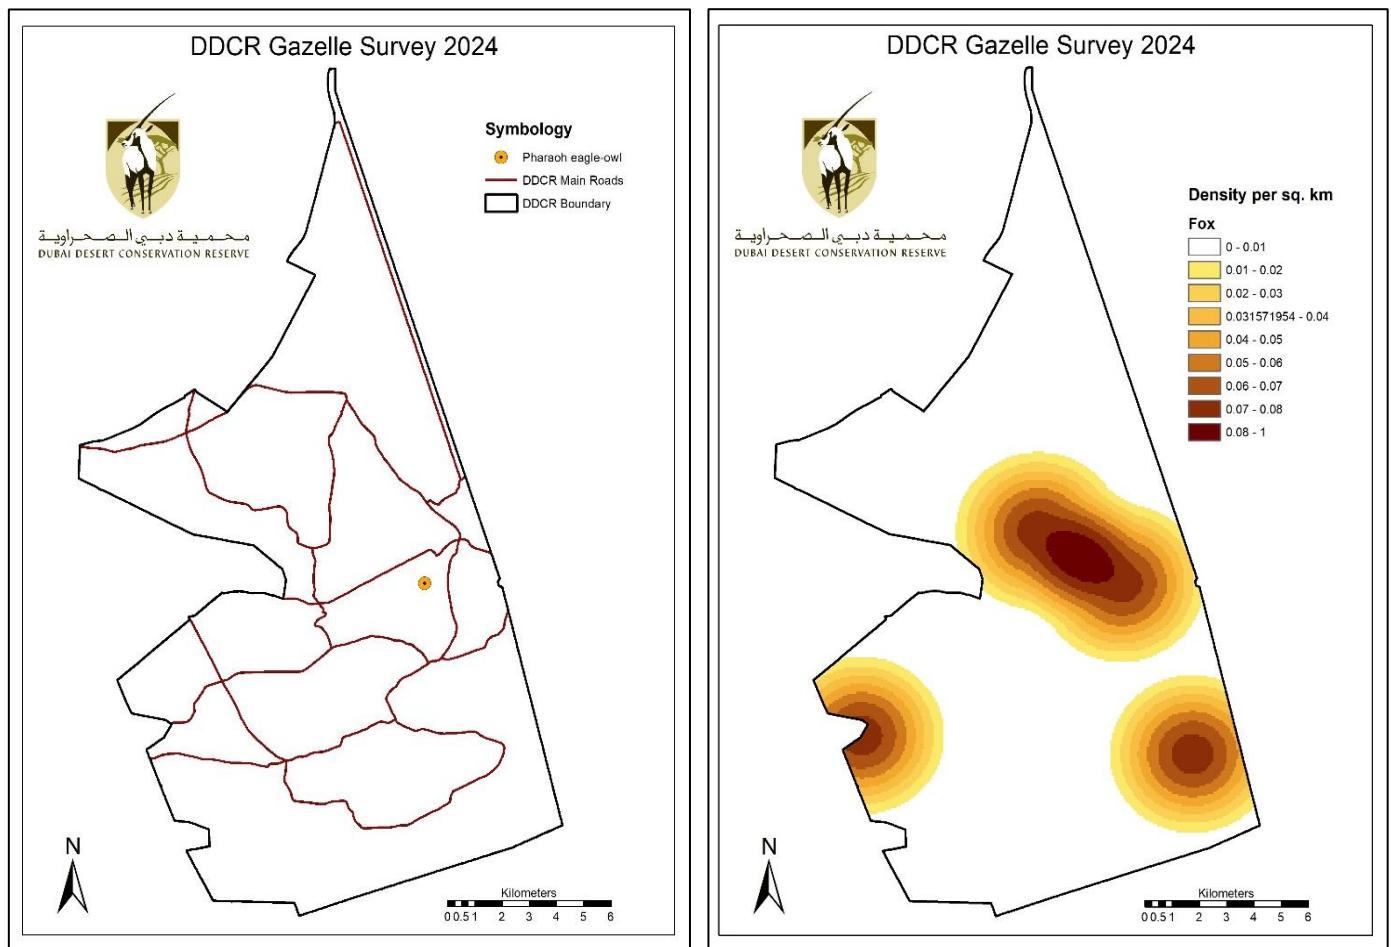 DDCR Gazelle Survey 2024
محمية دبي الصحراوية
DUBAI DESERT CONSERVATION RESERVE
Symbology
Pharaoh eagle-owl
DDCR Main Roads
DDCR Boundary
N
Kilometers
0 0.5 1 2 3 4 5 6
DDCR Gazelle Survey 2024
محمية دبي الصحراوية
DUBAI DESERT CONSERVATION RESERVE
Density per sq. km
Fox
0 - 0.01
0.01 - 0.02
0.02 - 0.03
0.031571954 - 0.04
0.04 - 0.05
0.05 - 0.06
0.06 - 0.07
0.07 - 0.08
0.08 - 1
N
Kilometers
0 0.5 1 2 3 4 5 6